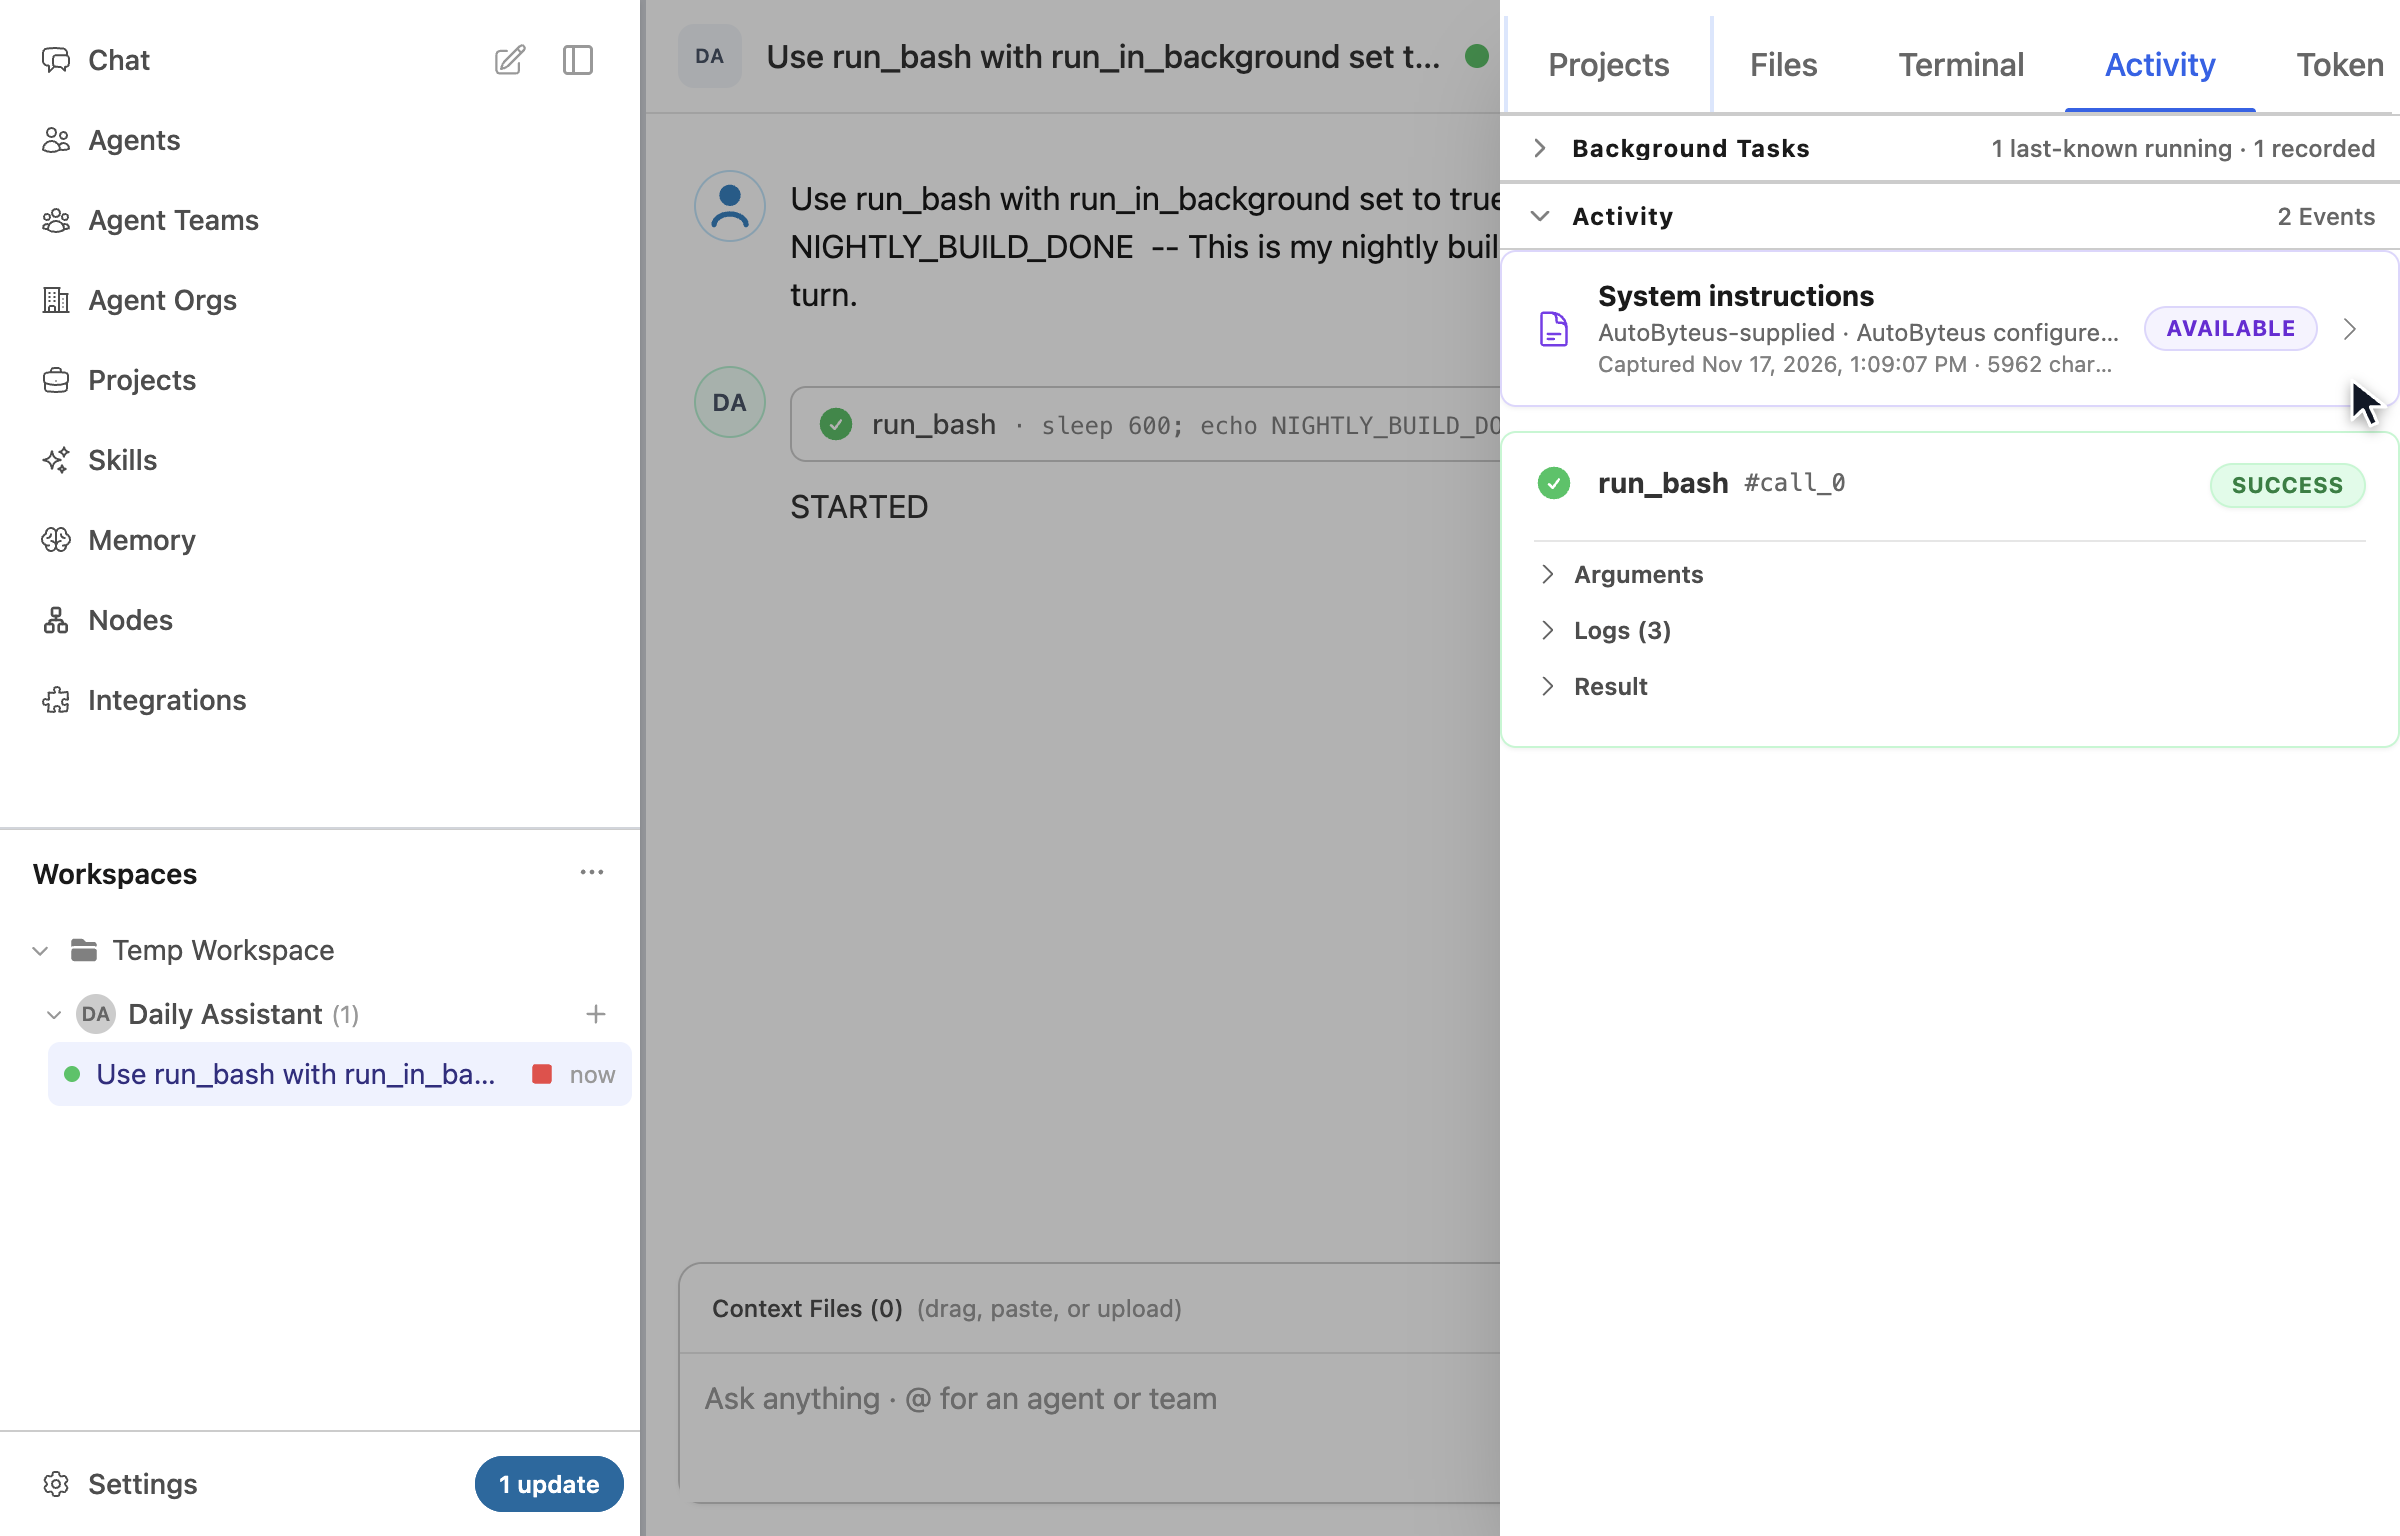 Chat
Agents
Agent Teams
Agent Orgs
Projects
Skills
Memory
Nodes
Integrations
Workspaces
Temp Workspace
DA Daily Assistant (1)
Use run_bash with run_in_ba... now
Settings
1 update
DA Use run_bash with run_in_background set t...
Use run_bash with run_in_background set to true
NIGHTLY_BUILD_DONE -- This is my nightly buil
turn.
DA
run_bash · sleep 600; echo NIGHTLY_BUILD_DO
STARTED
Context Files (0) (drag, paste, or upload)
Ask anything · @ for an agent or team
Projects Files Terminal Activity Token
Background Tasks 1 last-known running · 1 recorded
Activity 2 Events
System instructions
AutoByteus-supplied · AutoByteus configure...
Captured Nov 17, 2026, 1:09:07 PM · 5962 char...
AVAILABLE
run_bash #call_0 SUCCESS
Arguments
Logs (3)
Result